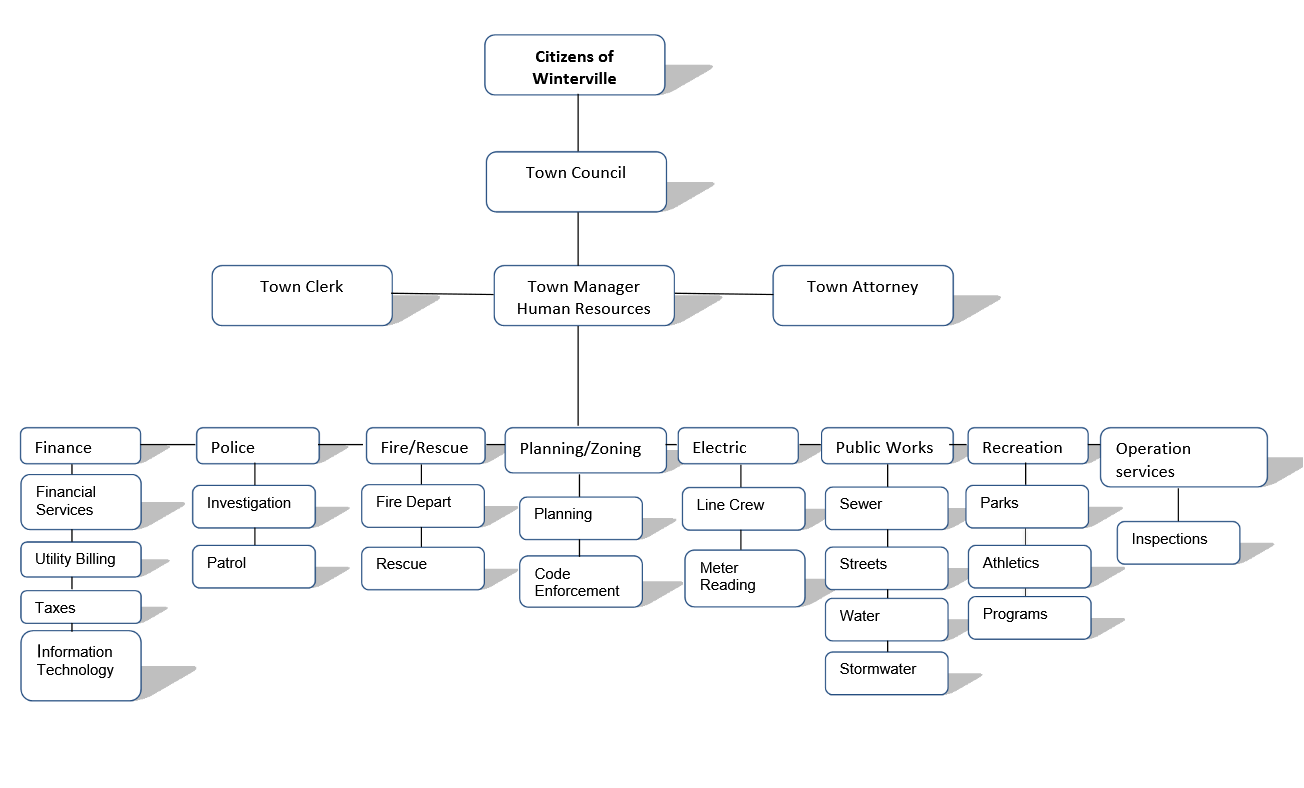 Citizens of
Winterville
Town Council
Town Clerk
Town Manager
Human Resources
Town Attorney
Finance
Police
Fire/Rescue
Planning/Zoning
Electric
Public Works
Recreation
Operation
services
Financial
Services
Utility Billing
Taxes
Information
Technology
Investigation
Patrol
Fire Depart
Rescue
Planning
Code
Enforcement
Line Crew
Meter
Reading
Sewer
Streets
Water
Stormwater
Parks
Athletics
Programs
Inspections